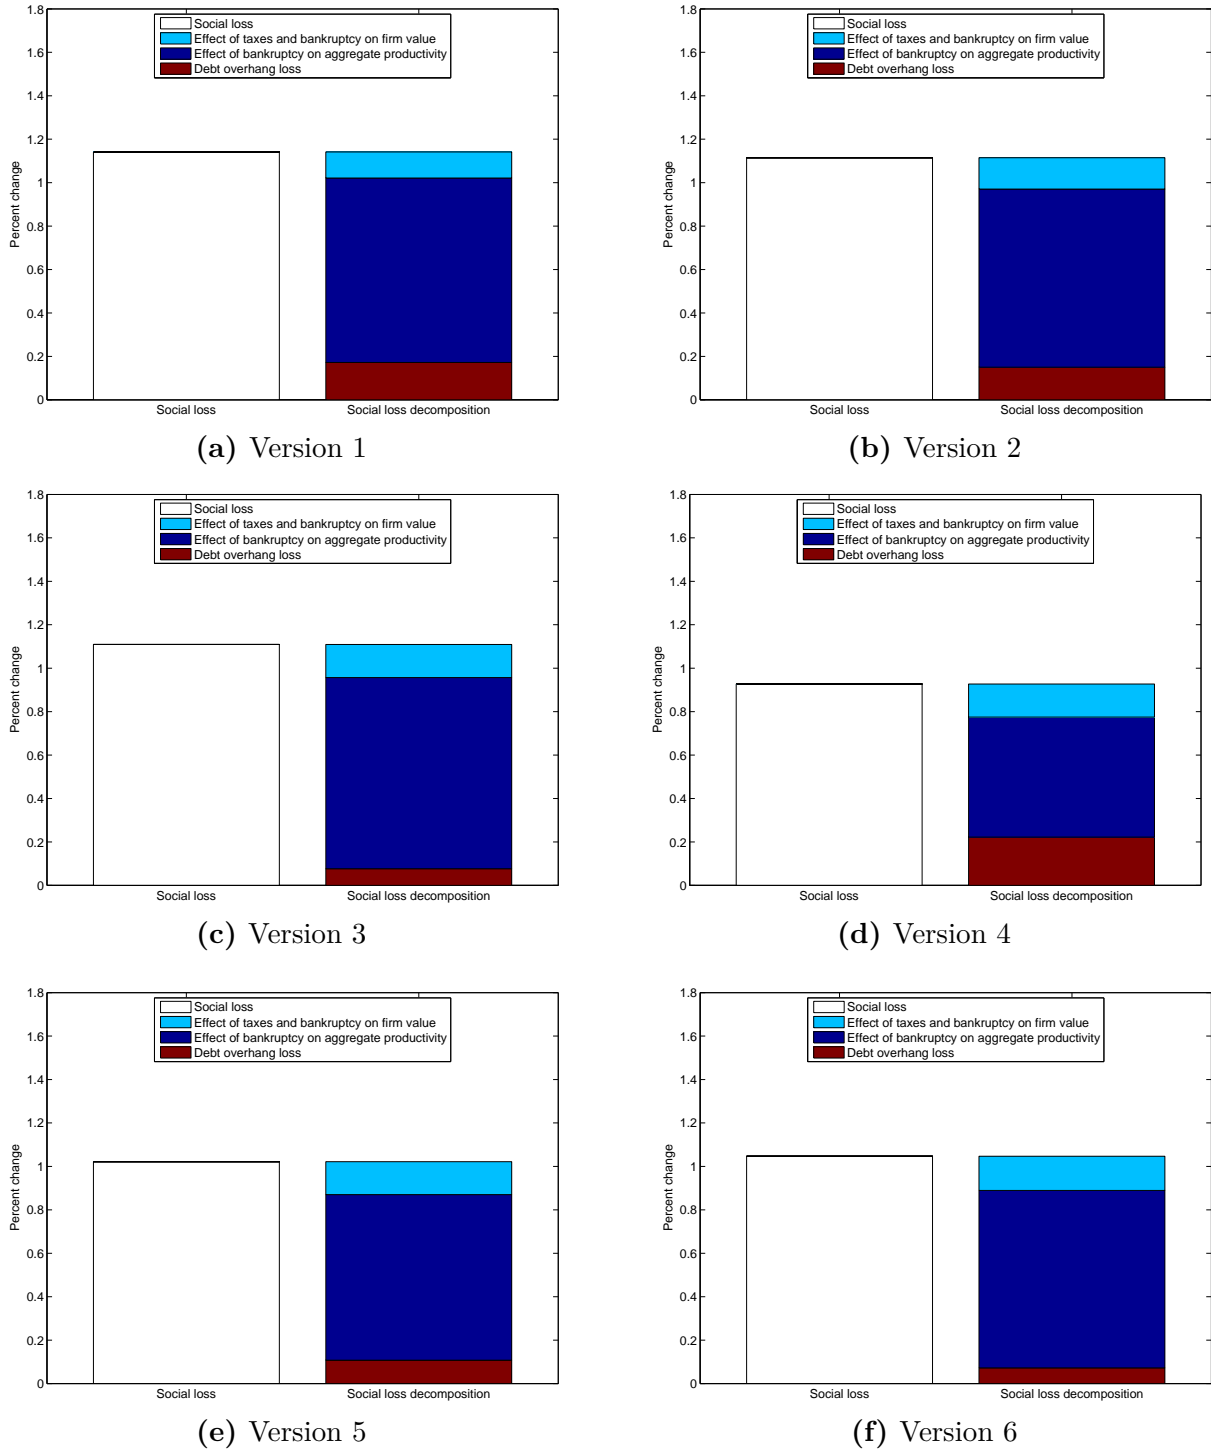 1.8
1.6
1.4
1.2
1
0.8
0.6
0.4
0.2
0
Percent change
Social loss
Effect of taxes and bankruptcy on firm value
Effect of bankruptcy on aggregate productivity
Debt overhang loss
Social loss
Social loss decomposition
(a) Version 1
1.8
1.6
1.4
1.2
1
0.8
0.6
0.4
0.2
0
Percent change
Social loss
Effect of taxes and bankruptcy on firm value
Effect of bankruptcy on aggregate productivity
Debt overhang loss
Social loss
Social loss decomposition
(b) Version 2
1.8
1.6
1.4
1.2
1
0.8
0.6
0.4
0.2
0
Percent change
Social loss
Effect of taxes and bankruptcy on firm value
Effect of bankruptcy on aggregate productivity
Debt overhang loss
Social loss
Social loss decomposition
(c) Version 3
1.8
1.6
1.4
1.2
1
0.8
0.6
0.4
0.2
0
Percent change
Social loss
Effect of taxes and bankruptcy on firm value
Effect of bankruptcy on aggregate productivity
Debt overhang loss
Social loss
Social loss decomposition
(d) Version 4
1.8
1.6
1.4
1.2
1
0.8
0.6
0.4
0.2
0
Percent change
Social loss
Effect of taxes and bankruptcy on firm value
Effect of bankruptcy on aggregate productivity
Debt overhang loss
Social loss
Social loss decomposition
(e) Version 5
1.8
1.6
1.4
1.2
1
0.8
0.6
0.4
0.2
0
Percent change
Social loss
Effect of taxes and bankruptcy on firm value
Effect of bankruptcy on aggregate productivity
Debt overhang loss
Social loss
Social loss decomposition
(f) Version 6